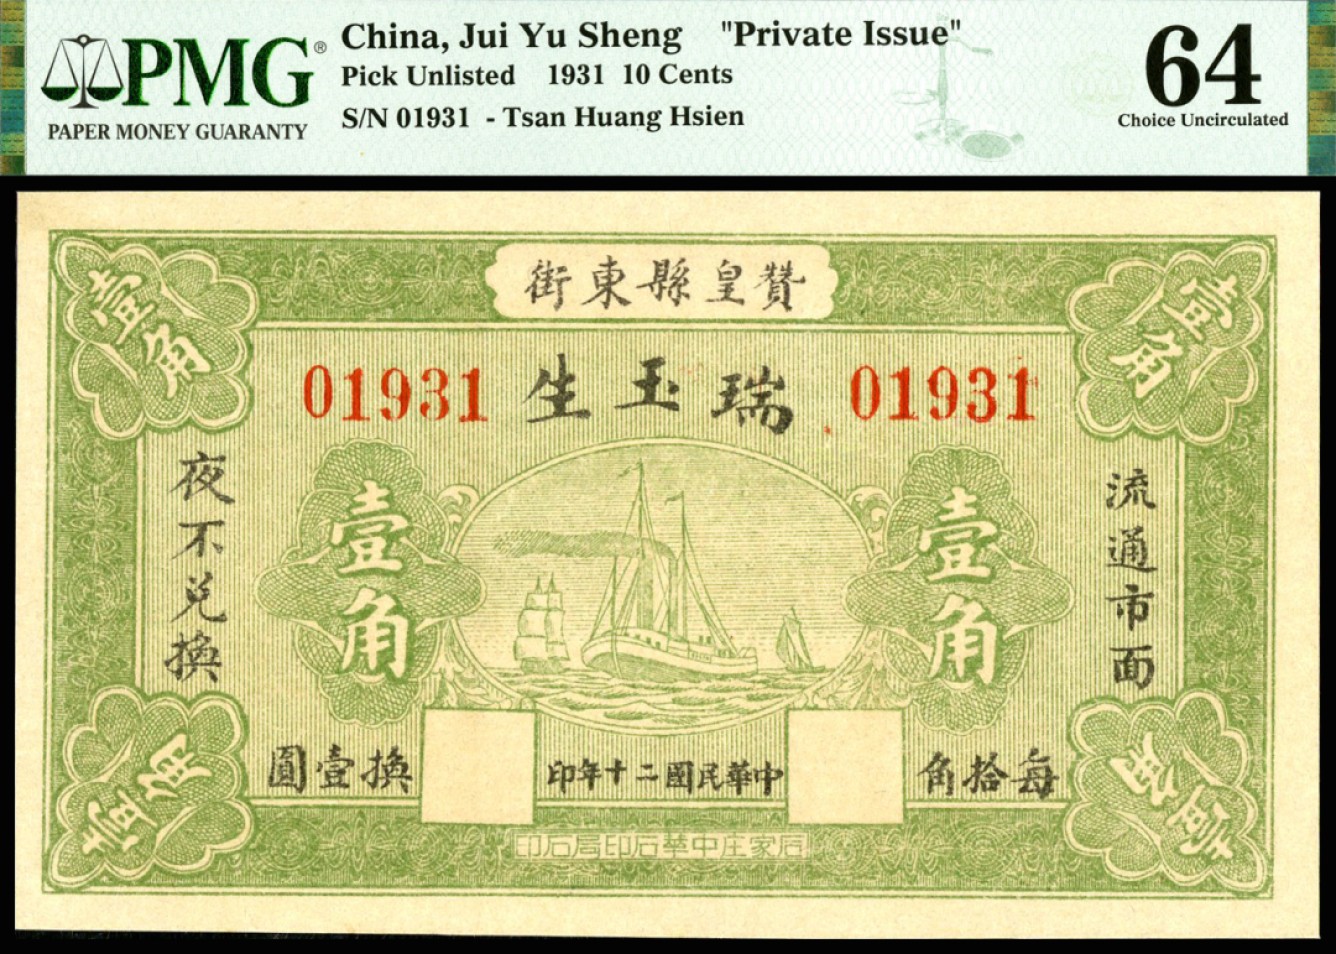 PMG®
PAPER MONEY GUARANTY
China, Jui Yu Sheng "Private Issue"
Pick Unlisted 1931 10 Cents
S/N 01931 - Tsan Huang Hsien
64
Choice Uncirculated
贊皇縣東街
壹角
壹角
瑞玉生
01931
01931
流通市面
夜不兑換
壹角
壹角
每拾角
換壹圓
中華民國二十年印
壹角
壹角
石家庄中華石印局石印